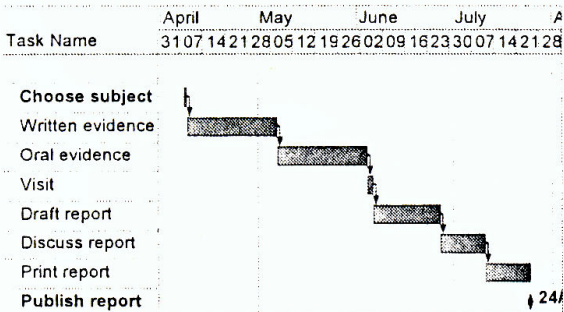 April May June July A
Task Name 31 07 14 21 28 05 12 19 26 02 09 16 23 30 07 14 21 28
Choose subject
Written evidence
Oral evidence
Visit
Draft report
Discuss report
Print report
Publish report 24/